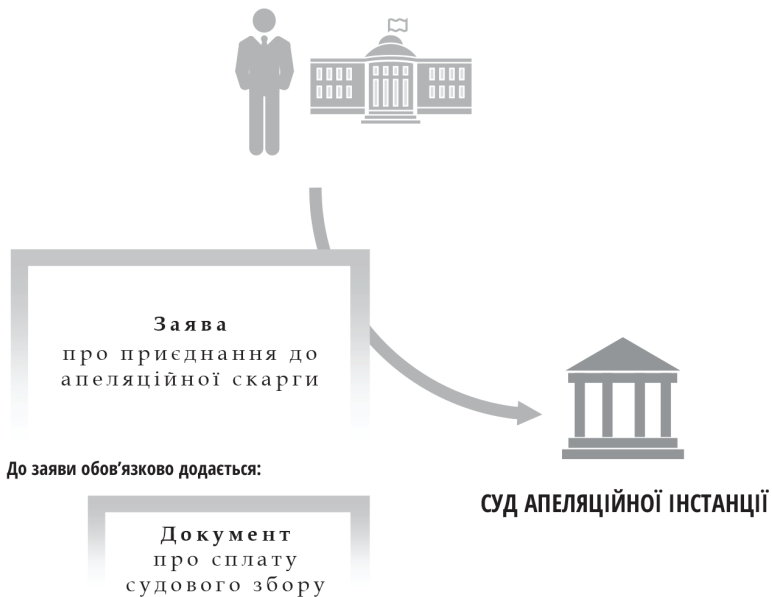 Заява
про приєднання до
апеляційної скарги
До заяви обов’язково додається:
СУД АПЕЛЯЦІЙНОЇ ІНСТАНЦІЇ
Документ
про сплату
судового збору